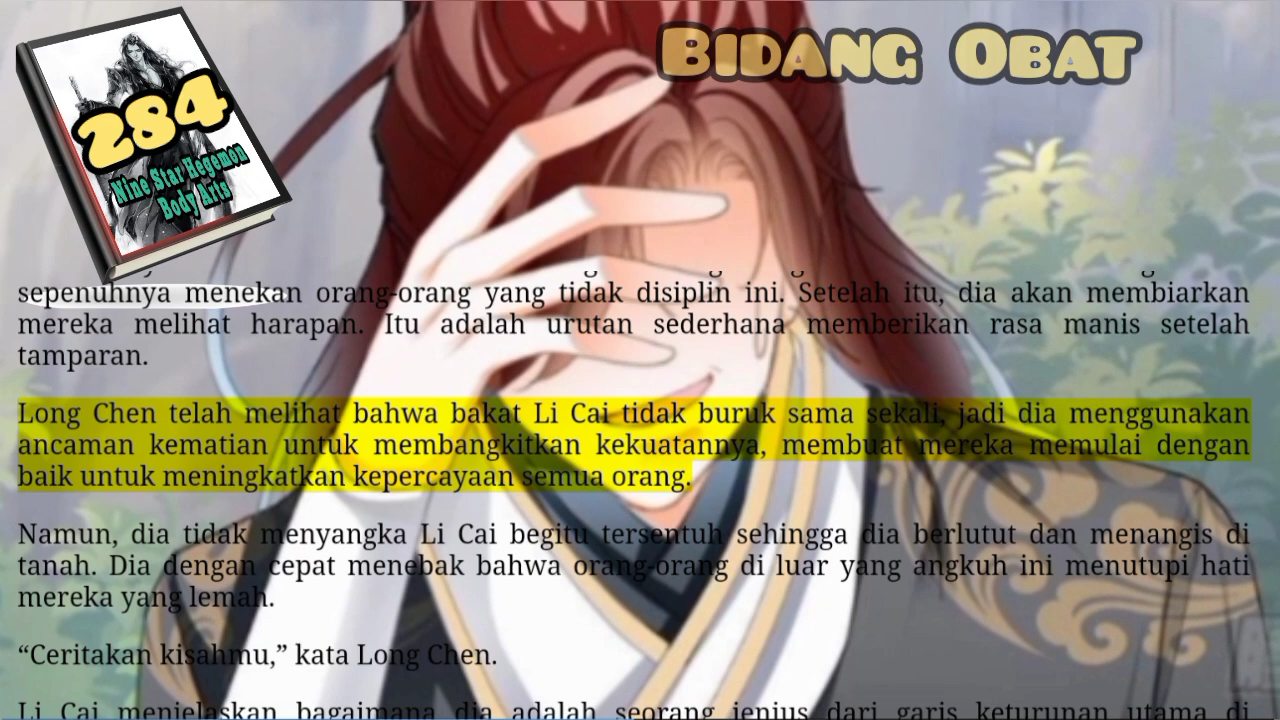 Bidang Obat
284
Nine Star Hegemon
Body Arts
sepenuhnya menekan orang-orang yang tidak disiplin ini. Setelah itu, dia akan membiarkan
mereka melihat harapan. Itu adalah urutan sederhana memberikan rasa manis setelah
tamparan.
Long Chen telah melihat bahwa bakat Li Cai tidak buruk sama sekali, jadi dia menggunakan
ancaman kematian untuk membangkitkan kekuatannya, membuat mereka memulai dengan
baik untuk meningkatkan kepercayaan semua orang.
Namun, dia tidak menyangka Li Cai begitu tersentuh sehingga dia berlutut dan menangis di
tanah. Dia dengan cepat menebak bahwa orang-orang di luar yang angkuh ini menutupi hati
mereka yang lemah.
“Ceritakan kisahmu,” kata Long Chen.
Li Cai menjelaskan bagaimana dia adalah seorang jenius dari garis keturunan utama di